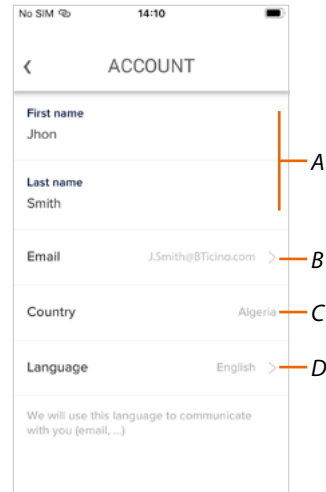 No SIM 14:10
ACCOUNT
First name
Jhon
A
Last name
Smith
Email J.Smith@BTicino.com B
Country Algeria C
Language English D
We will use this language to communicate
with you (email, ...)